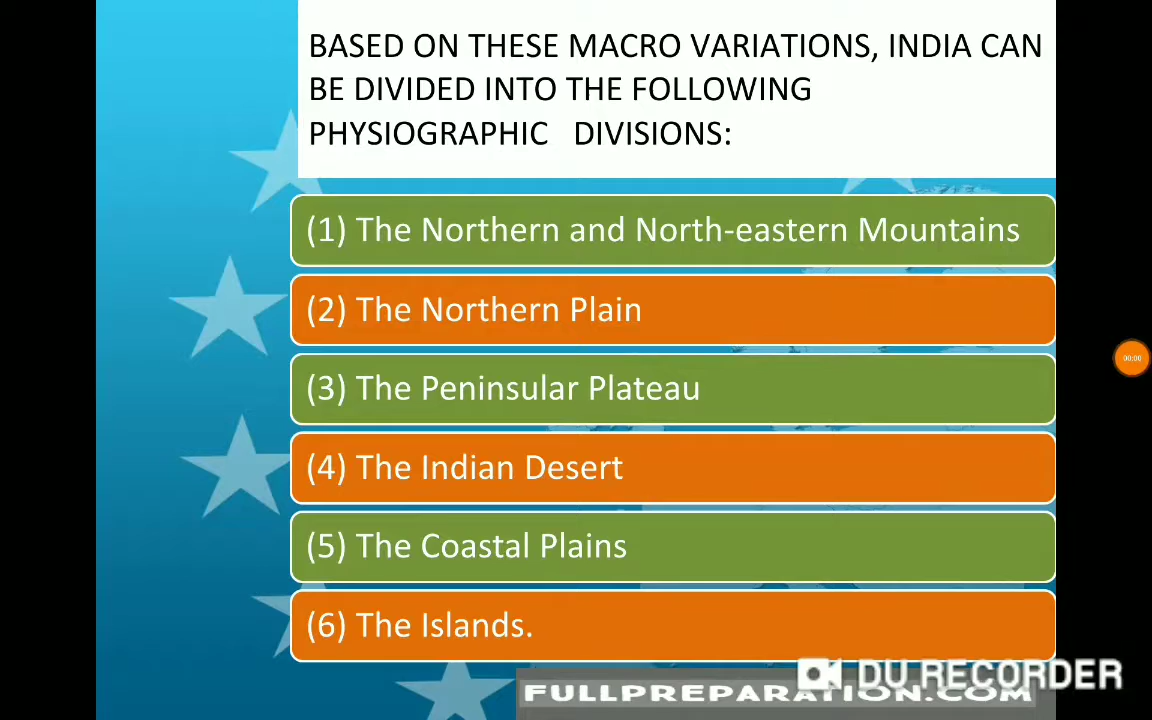 BASED ON THESE MACRO VARIATIONS, INDIA CAN
BE DIVIDED INTO THE FOLLOWING
PHYSIOGRAPHIC DIVISIONS:
(1) The Northern and North-eastern Mountains
(2) The Northern Plain
(3) The Peninsular Plateau
00:00
(4) The Indian Desert
(5) The Coastal Plains
(6) The Islands.
DU RECORDER
FULLPREPARATION.COM